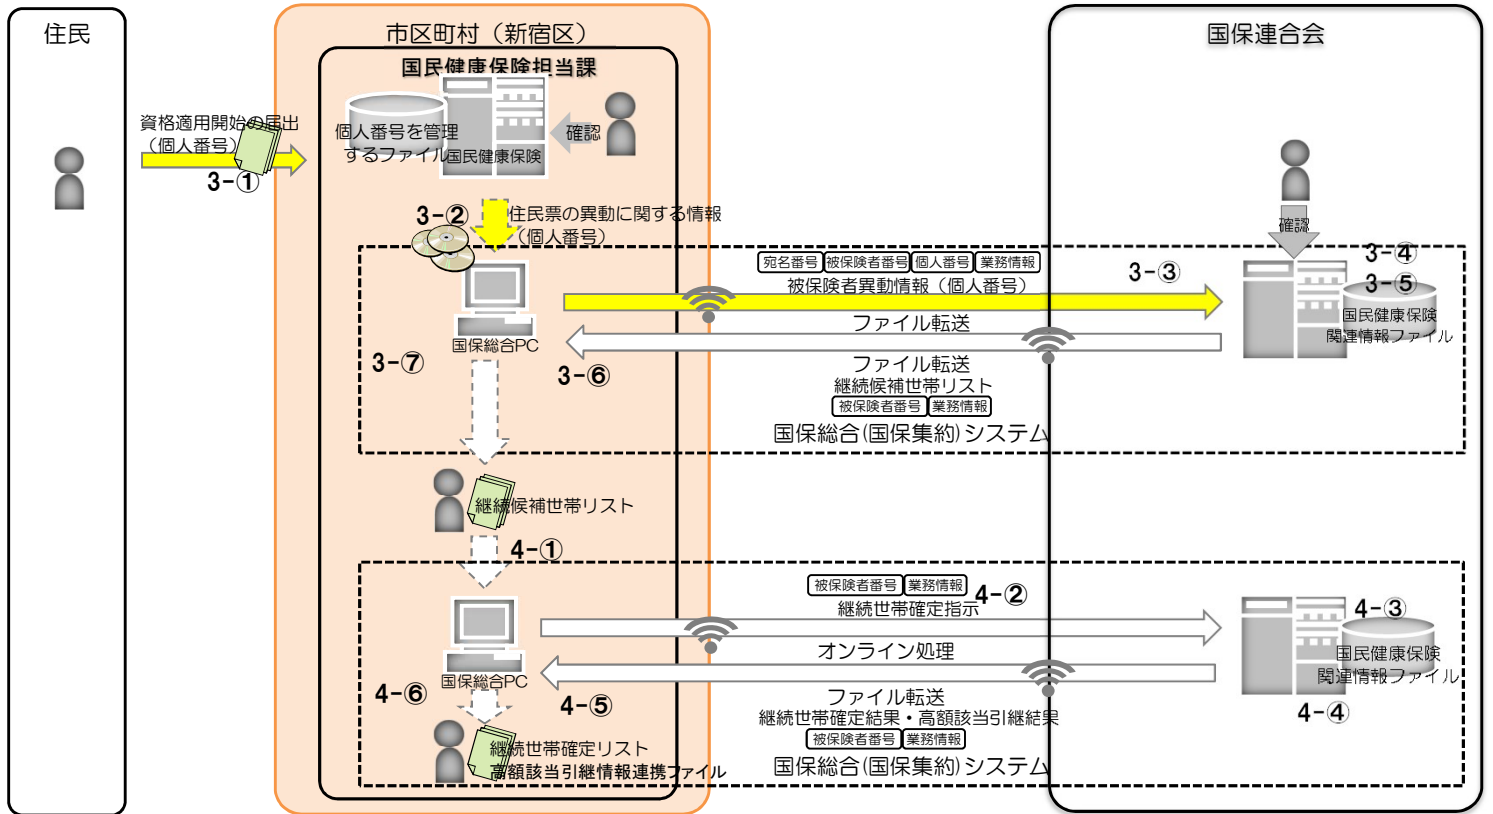 住民
市区町村（新宿区）
国民健康保険担当課
国保連合会
資格適用開始の届出
（個人番号）
3-①
個人番号を管理
するファイル
国民健康保険
確認
3-②
住民票の異動に関する情報
（個人番号）
確認
宛名番号 被保険者番号 個人番号 業務情報
3-③
被保険者異動情報（個人番号）
3-④
3-⑤
国民健康保険
関連情報ファイル
ファイル転送
国保総合PC
3-⑦
3-⑥
ファイル転送
継続候補世帯リスト
被保険者番号 業務情報
国保総合(国保集約)システム
継続候補世帯リスト
4-①
被保険者番号 業務情報
4-②
継続世帯確定指示
4-③
国民健康保険
関連情報ファイル
オンライン処理
国保総合PC
4-⑥
4-⑤
4-④
ファイル転送
継続世帯確定結果・高額該当引継結果
被保険者番号 業務情報
国保総合(国保集約)システム
継続世帯確定リスト
高額該当引継情報連携ファイル